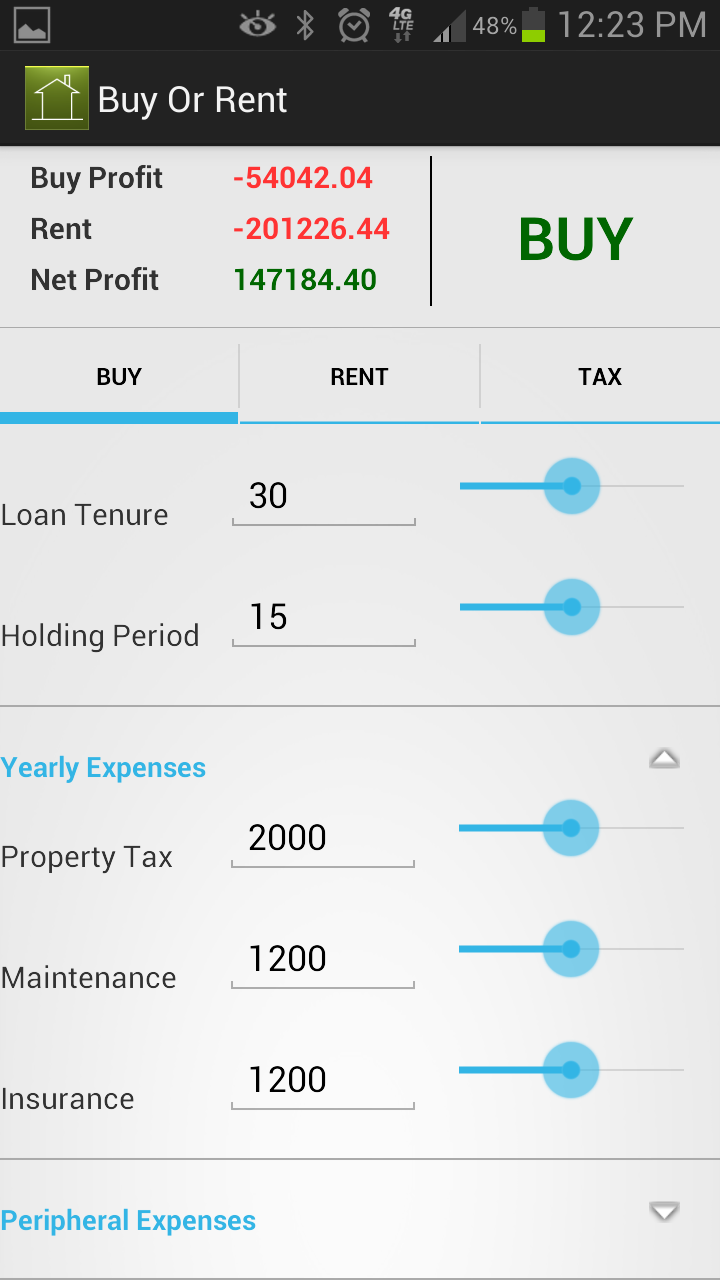 4G LTE 48% 12:23 PM
Buy Or Rent
Buy Profit -54042.04
Rent -201226.44
Net Profit 147184.40
BUY
BUY RENT TAX
Loan Tenure 30
Holding Period 15
Yearly Expenses
Property Tax 2000
Maintenance 1200
Insurance 1200
Peripheral Expenses